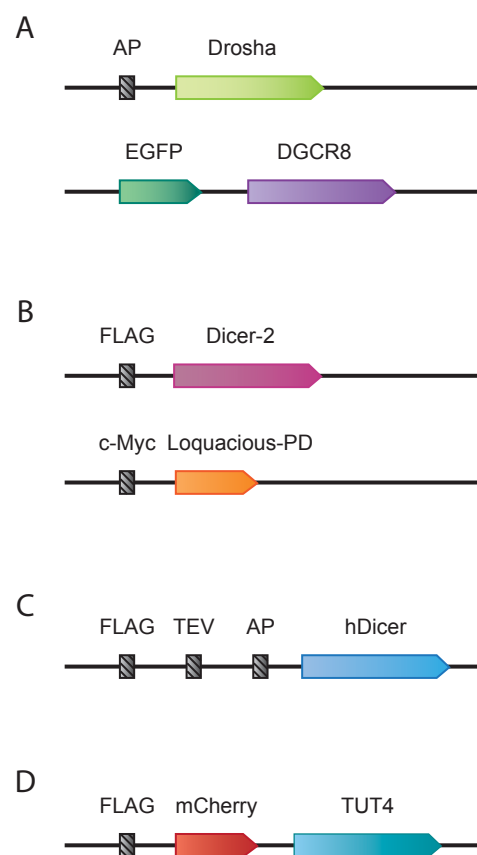 A
AP Drosha
EGFP DGCR8
B
FLAG Dicer-2
c-Myc Loquacious-PD
C
FLAG TEV AP hDicer
D
FLAG mCherry TUT4